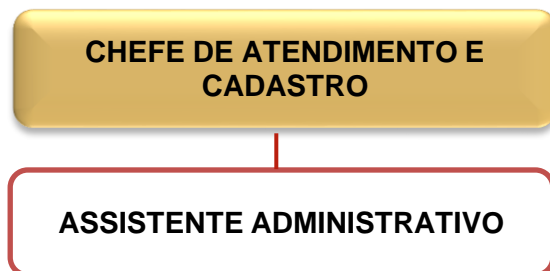 CHEFE DE ATENDIMENTO E
CADASTRO
ASSISTENTE ADMINISTRATIVO